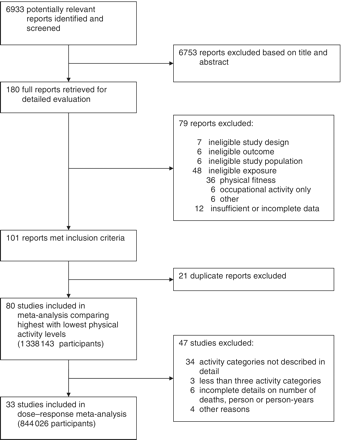 6933 potentially relevant
reports identified and
screened
6753 reports excluded based on title and
abstract
180 full reports retrieved for
detailed evaluation
79 reports excluded:
7 ineligible study design
6 ineligible outcome
6 ineligible study population
48 ineligible exposure
36 physical fitness
6 occupational activity only
6 other
12 insufficient or incomplete data
101 reports met inclusion criteria
21 duplicate reports excluded
80 studies included in
meta-analysis comparing
highest with lowest physical
activity levels
(1 338 143 participants)
47 studies excluded:
34 activity categories not described in
detail
3 less than three activity categories
6 incomplete details on number of
deaths, person or person-years
4 other reasons
33 studies included in
dose–response meta-analysis
(844 026 participants)